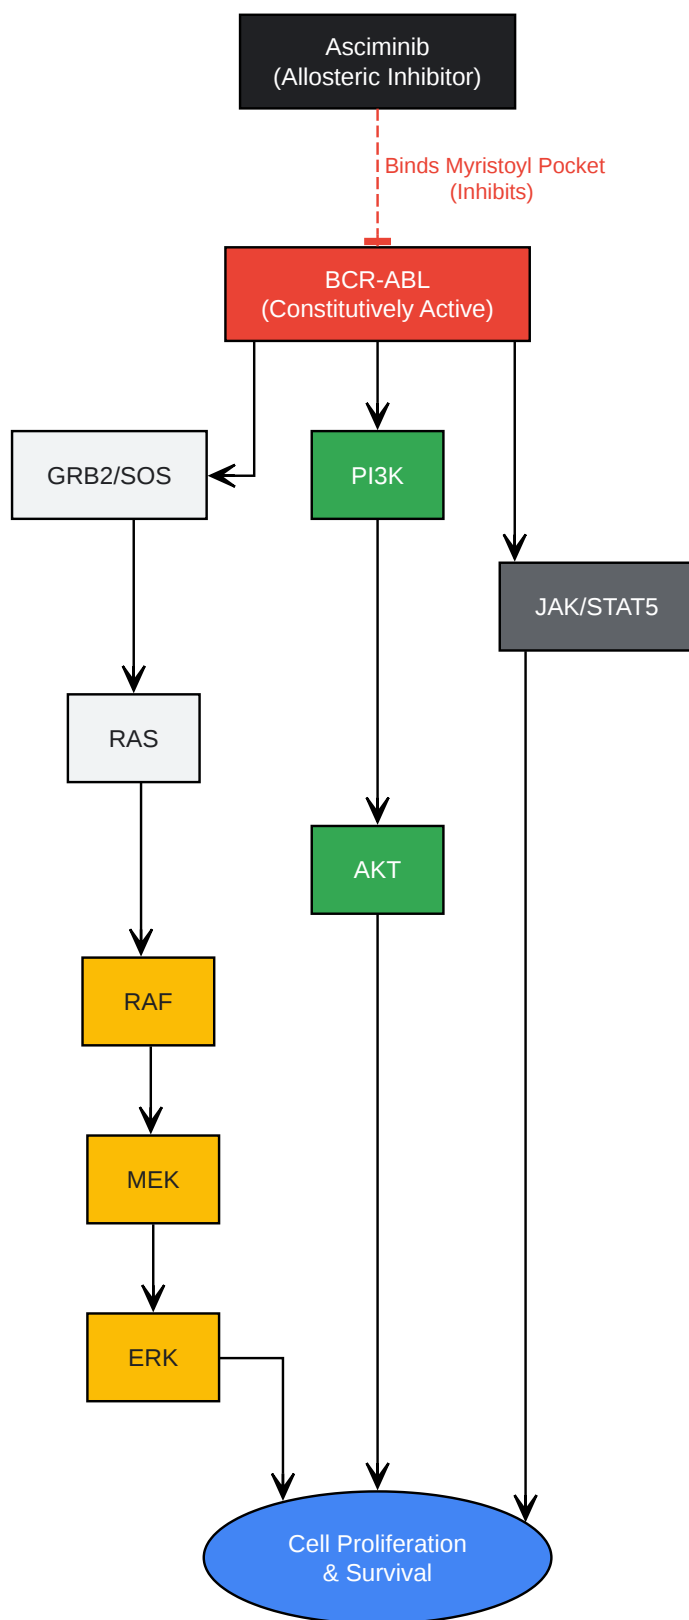 Asciminib
(Allosteric Inhibitor)
Binds Myristoyl Pocket
(Inhibits)
BCR-ABL
(Constitutively Active)
GRB2/SOS
PI3K
JAK/STAT5
RAS
AKT
RAF
MEK
ERK
Cell Proliferation
& Survival